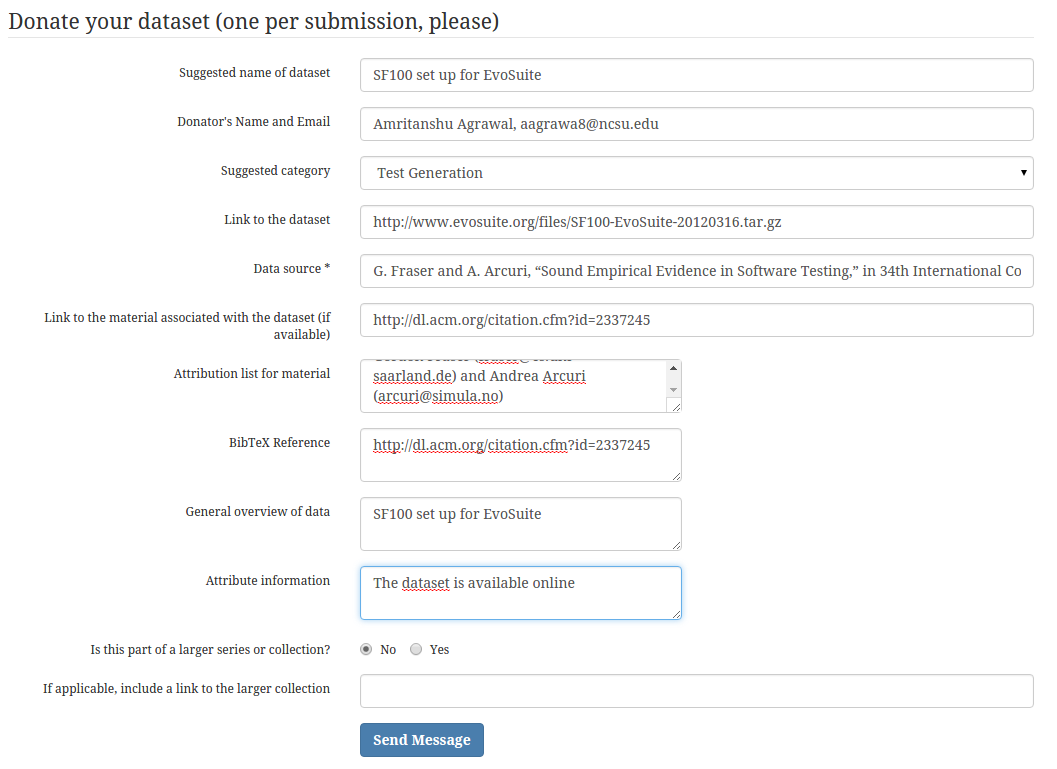 Donate your dataset (one per submission, please)
Suggested name of dataset
SF100 set up for EvoSuite
Donator's Name and Email
Amritanshu Agrawal, aagrawa8@ncsu.edu
Suggested category
Test Generation
Link to the dataset
http://www.evosuite.org/files/SF100-EvoSuite-20120316.tar.gz
Data source *
G. Fraser and A. Arcuri, “Sound Empirical Evidence in Software Testing,” in 34th International Co
Link to the material associated with the dataset (if
available)
http://dl.acm.org/citation.cfm?id=2337245
Attribution list for material
saarland.de) and Andrea Arcuri
(arcuri@simula.no)
BibTeX Reference
http://dl.acm.org/citation.cfm?id=2337245
General overview of data
SF100 set up for EvoSuite
Attribute information
The dataset is available online
Is this part of a larger series or collection?
No Yes
If applicable, include a link to the larger collection
Send Message